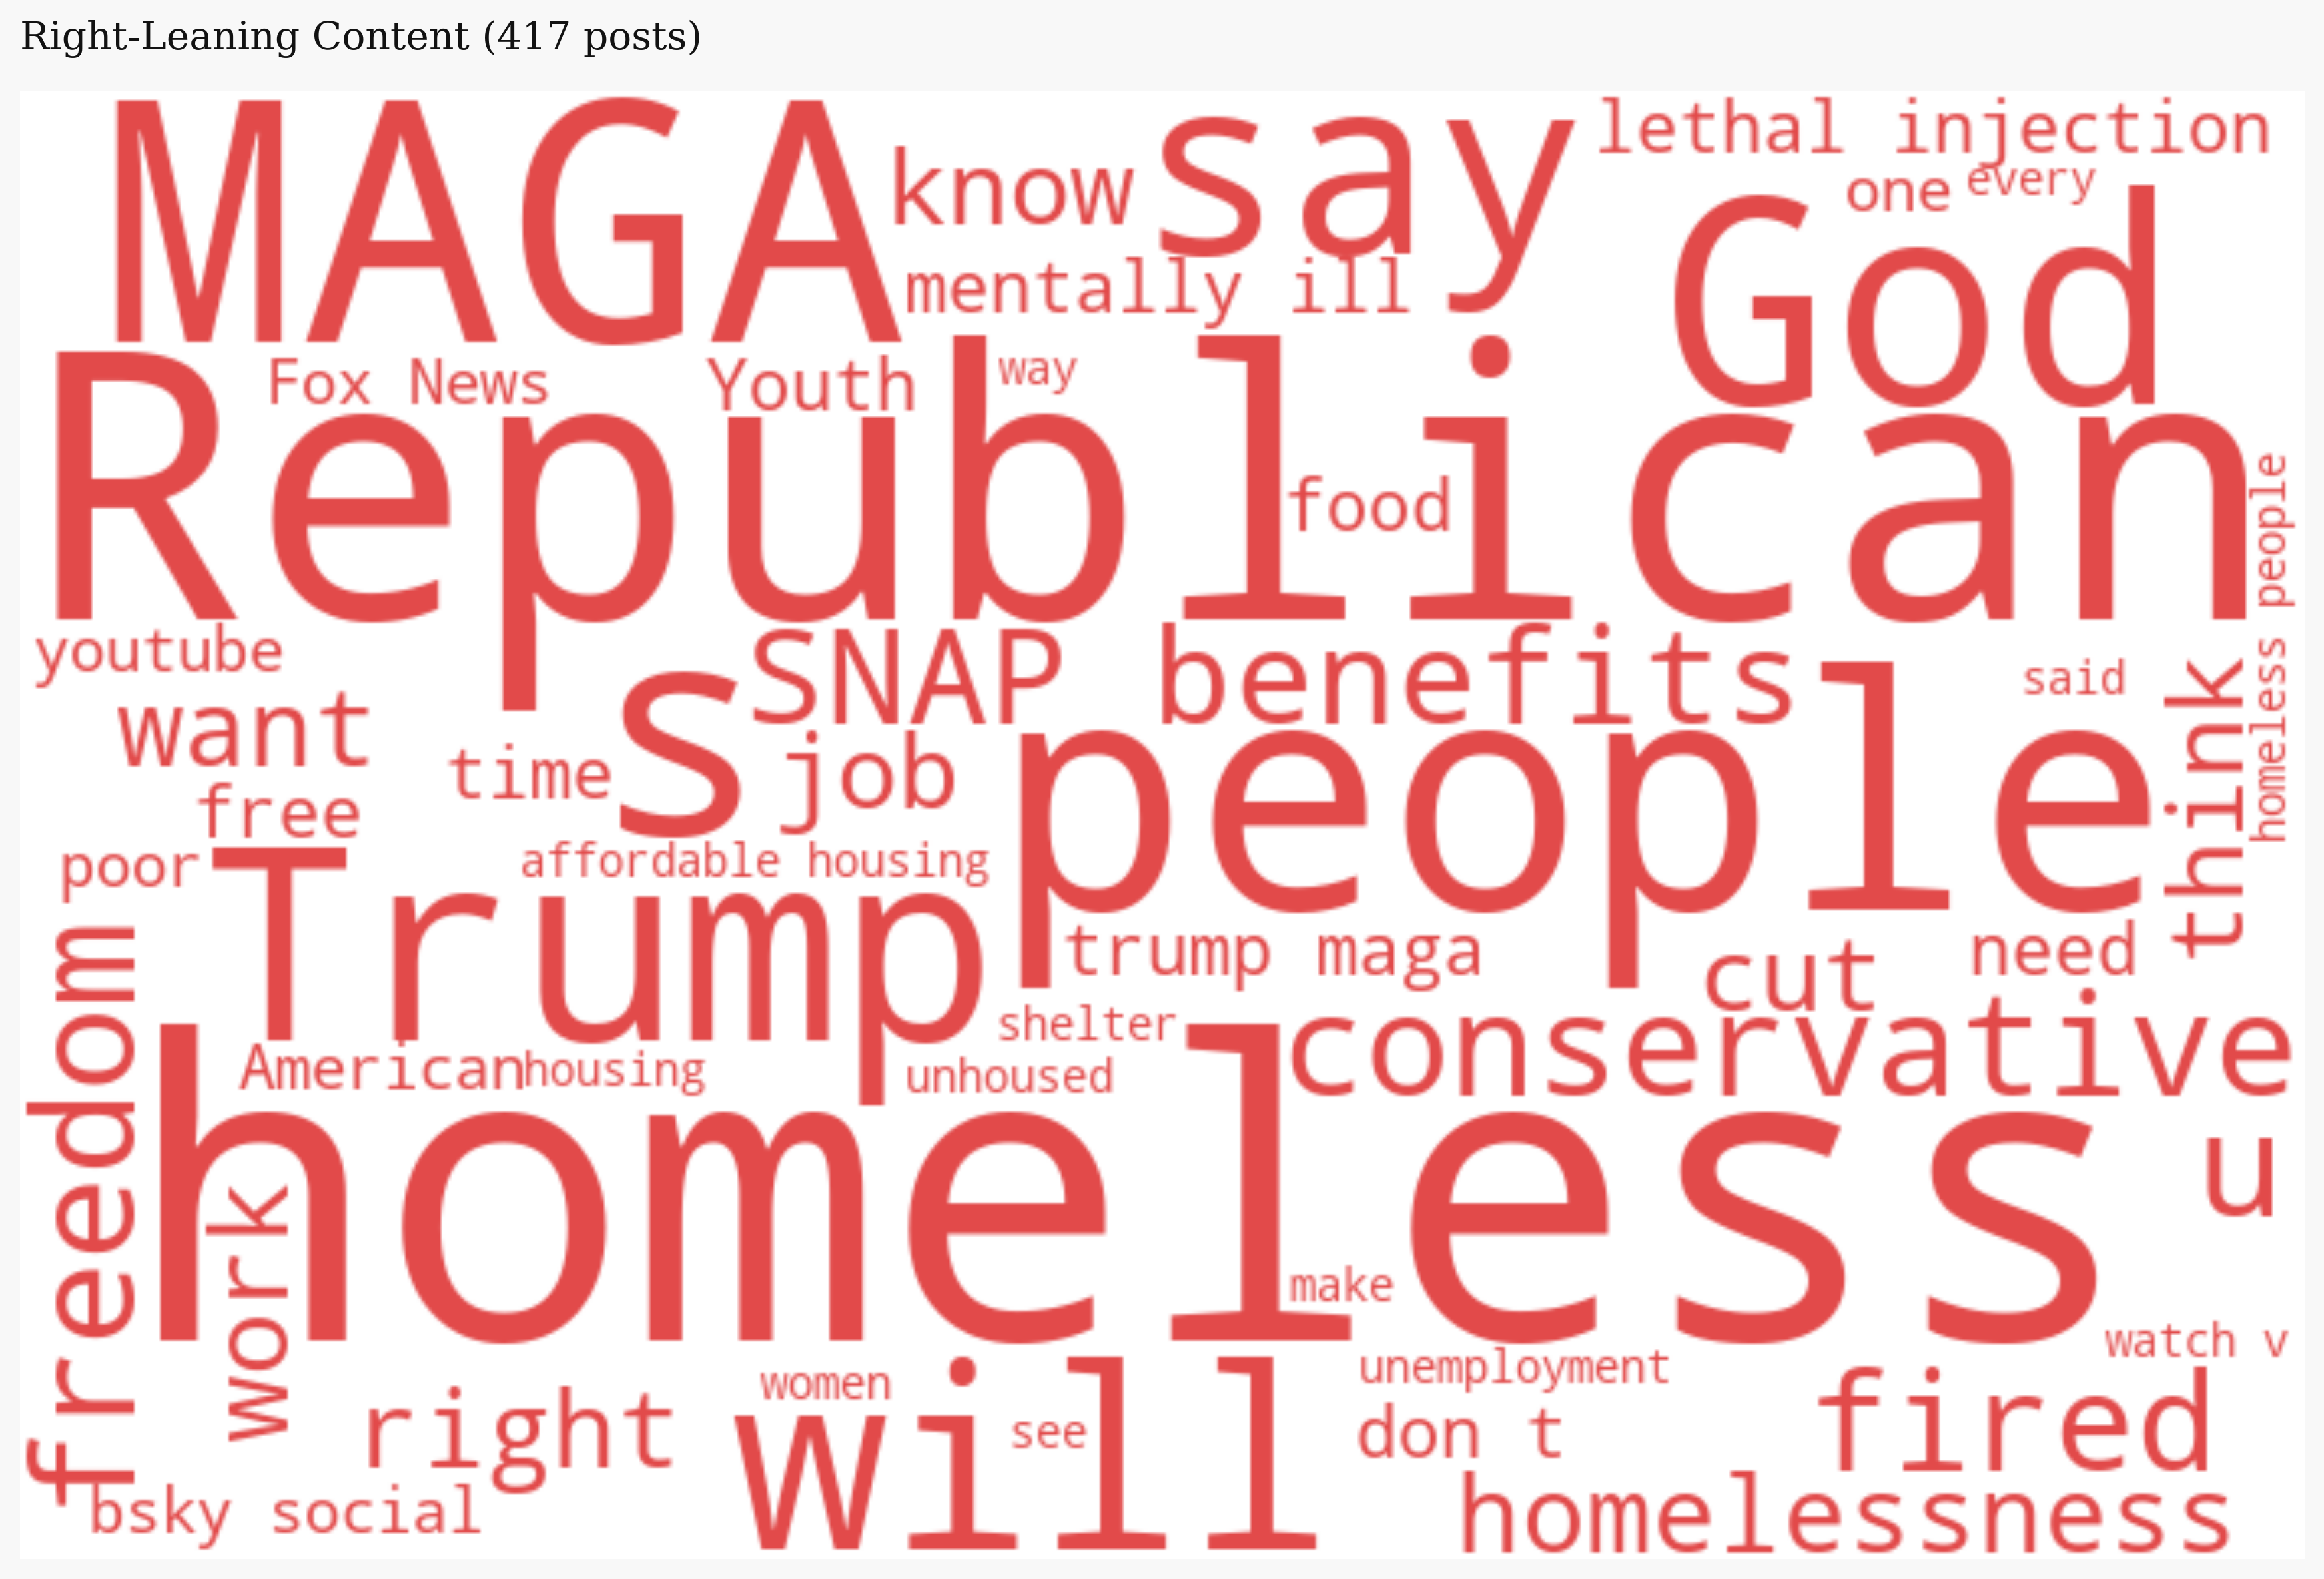 Right-Leaning Content (417 posts)
MAGA
know
say
lethal injection
one
every
God
mentally ill
Fox News
Youth
way
Republican
food
homeless people
youtube
SNAP benefits
said
want
time
s
job
people
think
free
poor
affordable housing
Trump
trump maga
cut
need
freedom
shelter
conservative
American
housing
unhoused
homeless
u
work
make
watch v
women
unemployment
right
will
see
don t
fired
bsky social
homelessness